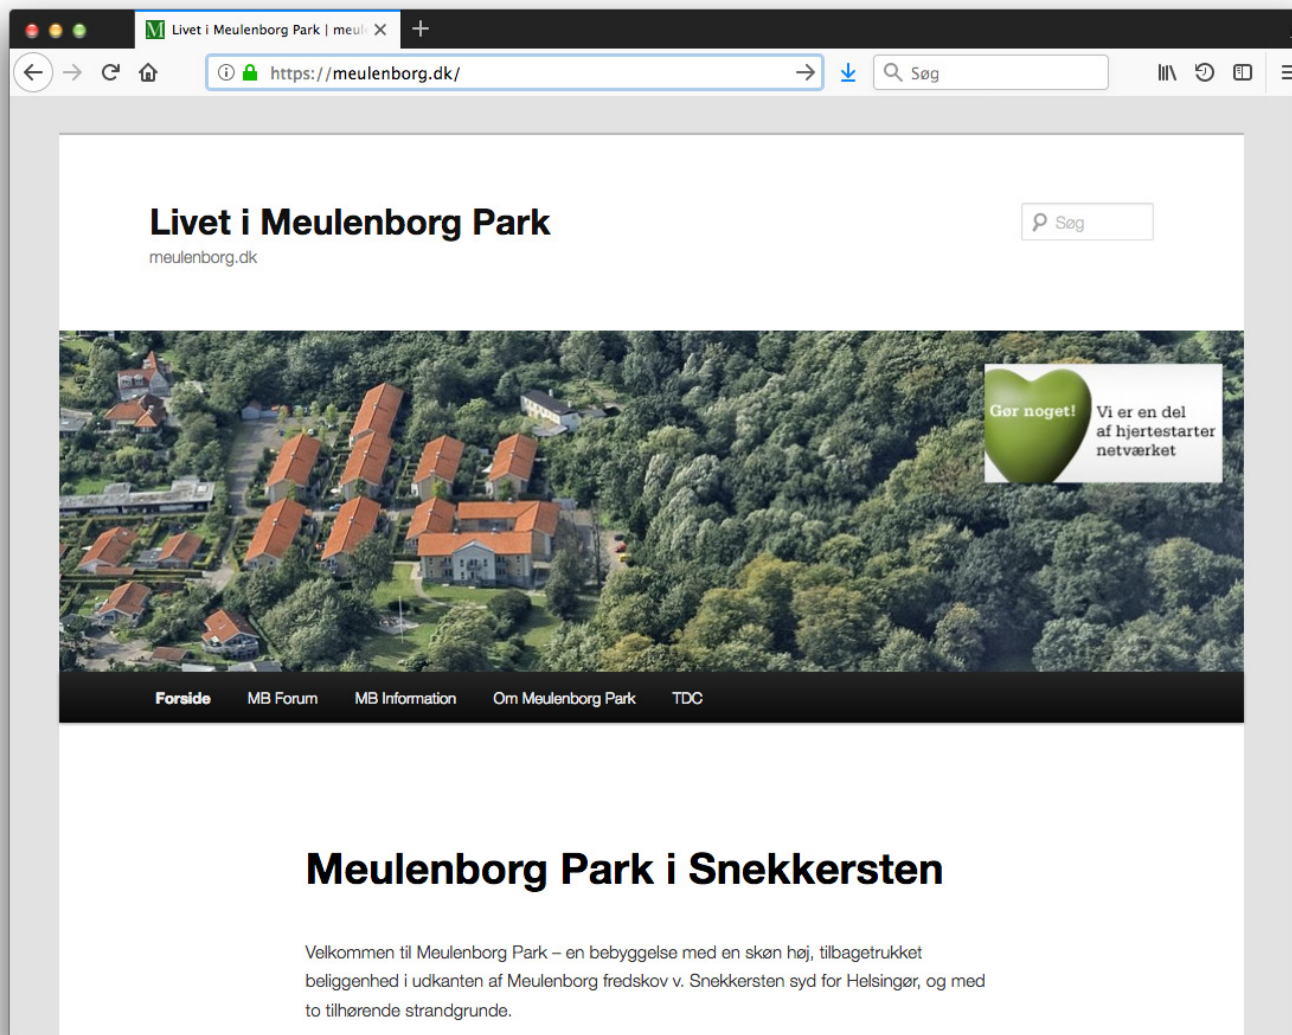 M Livet i Meulenborg Park | meul
https://meulenborg.dk/
Søg
Livet i Meulenborg Park
meulenborg.dk
Søg
Gør noget!
Vi er en del
af hjertestarter
netværket
Forside MB Forum MB Information Om Meulenborg Park TDC
Meulenborg Park i Snekkersten
Velkommen til Meulenborg Park – en bebyggelse med en skøn høj, tilbagetrukket
beliggenhed i udkanten af Meulenborg fredskov v. Snekkersten syd for Helsingør, og med
to tilhørende strandgrunde.